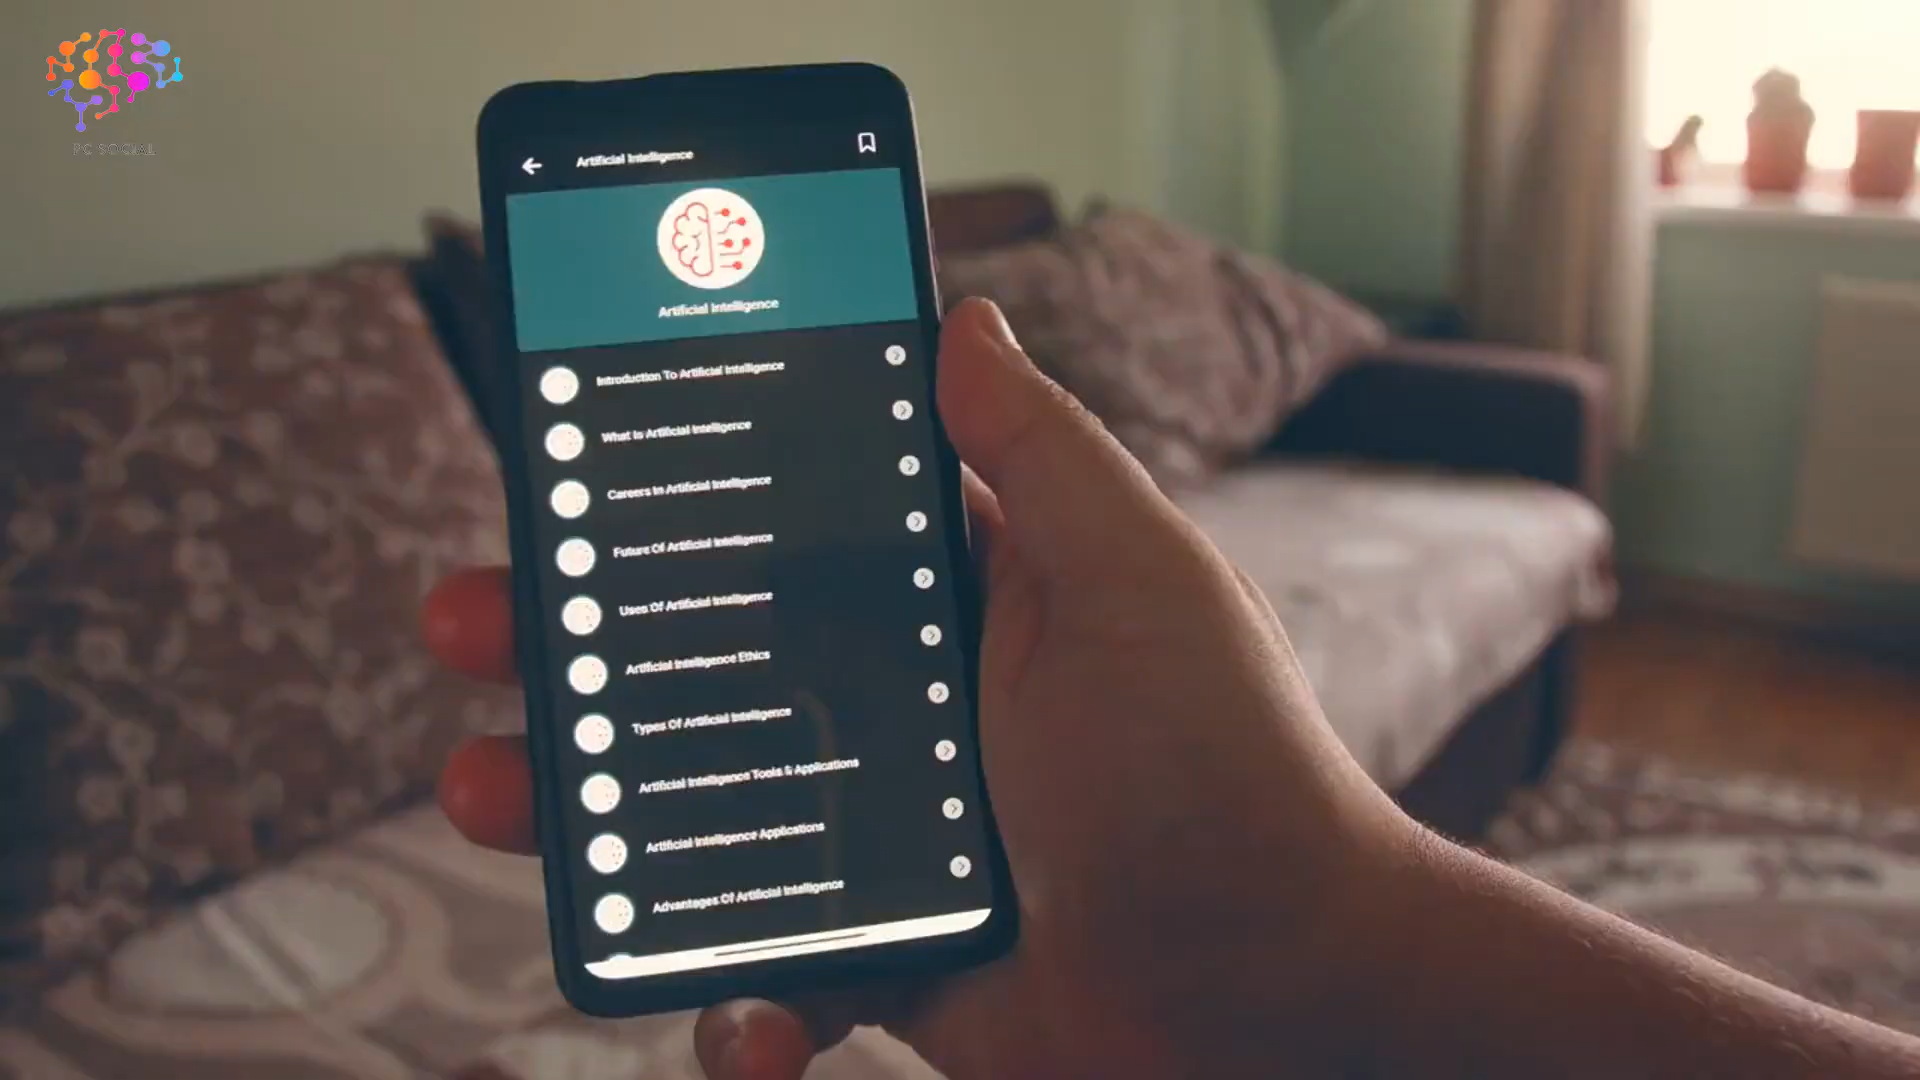 PC SOCIAL
Artificial Intelligence
Artificial Intelligence
Introduction To Artificial Intelligence
What Is Artificial Intelligence
Careers In Artificial Intelligence
Future Of Artificial Intelligence
Uses Of Artificial Intelligence
Artificial Intelligence Ethics
Types Of Artificial Intelligence
Artificial Intelligence Tools & Applications
Artificial Intelligence Applications
Advantages Of Artificial Intelligence